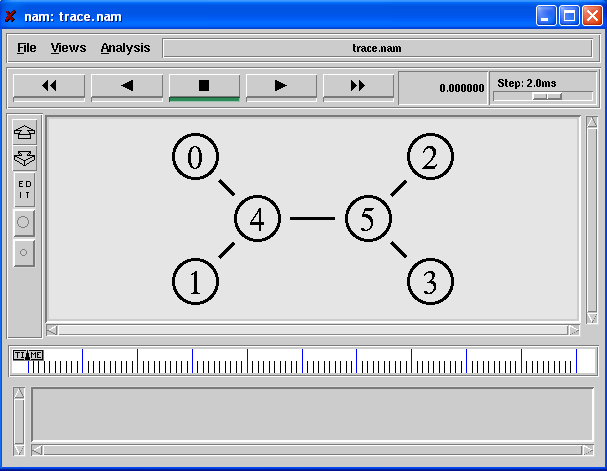 nam: trace.nam
File Views Analysis trace.nam
0.000000 Step: 2.0ms
ED
IT
0
2
4
5
1
3
TIME